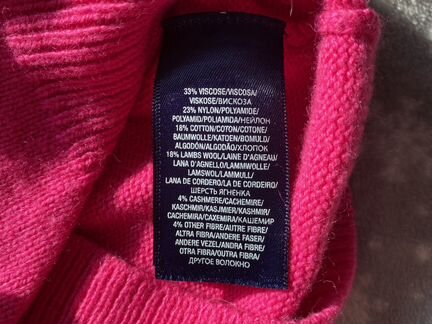 33% VISCOSE/VISCOSA/
VISKOSE/ВИСКОЗА
23% NYLON/POLYAMIDE/
POLYAMID/POLIAMIDA/НЕЙЛОН
18% COTTON/COTON/COTONE/
BAUMWOLLE/KATOEN/BOMULD/
ALGODÓN/ALGODÃO/ХЛОПОК
18% LAMBS WOOL/LAINE D'AGNEAU/
LANA D'AGNELLO/LAMMWOLLE/
LAMSWOL/LAMMULL/
LANA DE CORDERO/LA DE CORDEIRO/
ШЕРСТЬ ЯГНЕНКА
4% CASHMERE/CACHEMIRE/
KASCHMIR/KASJMIER/KASHMIR/
CACHEMIRA/CAXEMIRA/КАШЕМИР
4% OTHER FIBRE/AUTRE FIBRE/
ALTRA FIBRA/ANDERE FASER/
ANDERE VEZEL/ANDRA FIBRE/
OTRA FIBRA/OUTRA FIBRA/
ДРУГОЕ ВОЛОКНО